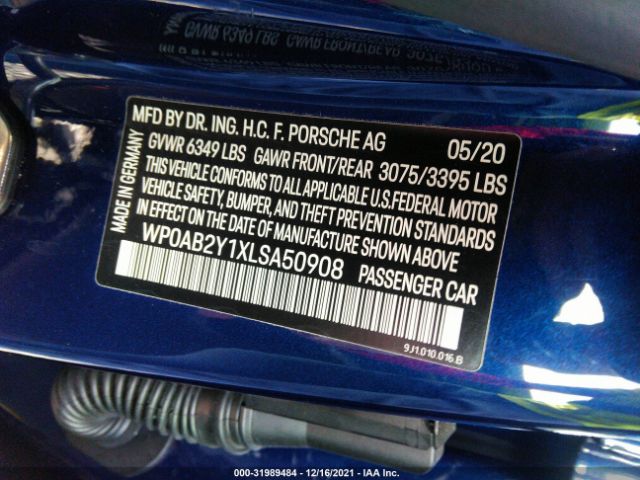 MFD BY DR. ING. H.C. F. PORSCHE AG 05/20
GVWR 6349 LBS GAWR FRONT/REAR 3075/3395 LBS
THIS VEHICLE CONFORMS TO ALL APPLICABLE U.S.FEDERAL MOTOR
VEHICLE SAFETY, BUMPER, AND THEFT PREVENTION STANDARDS
IN EFFECT ON THE DATE OF MANUFACTURE SHOWN ABOVE
WP0AB2Y1XLSA50908 PASSENGER CAR
MADE IN GERMANY
9J1.010.016.B
000-31989484 - 12/16/2021 - IAA Inc.